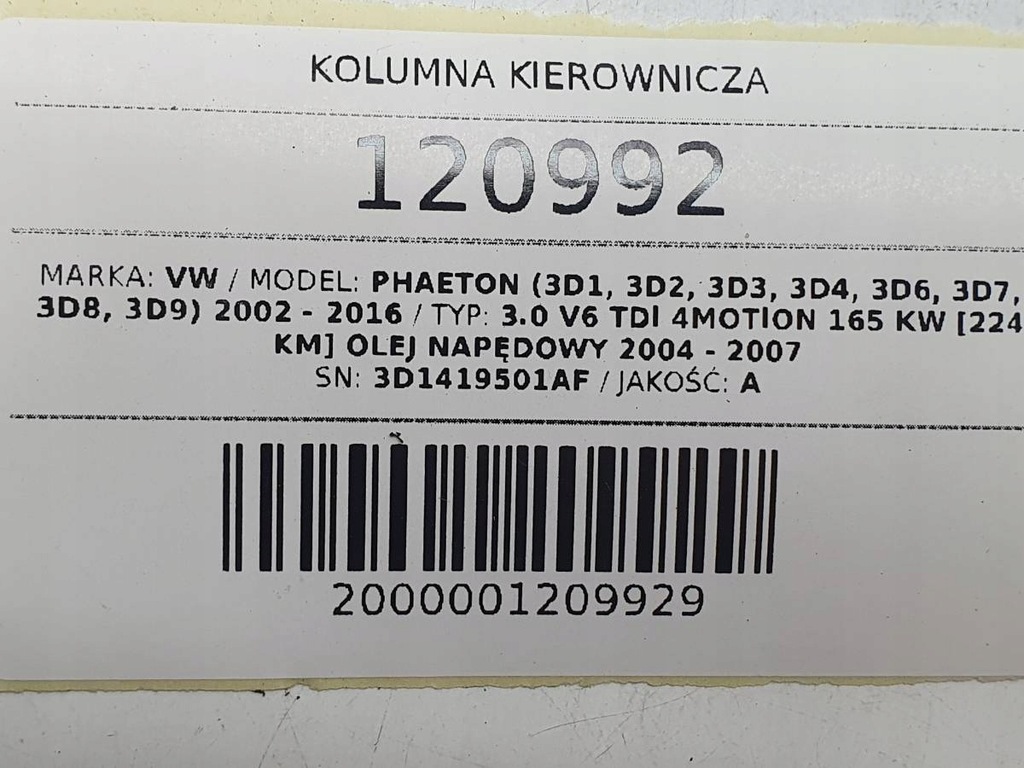 KOLUMNA KIEROWNICZA
120992
MARKA: VW / MODEL: PHAETON (3D1, 3D2, 3D3, 3D4, 3D6, 3D7,
3D8, 3D9) 2002 - 2016 / TYP: 3.0 V6 TDI 4MOTION 165 KW [224
KM] OLEJ NAPĘDOWY 2004 - 2007
SN: 3D1419501AF / JAKOŚĆ: A
2000001209929